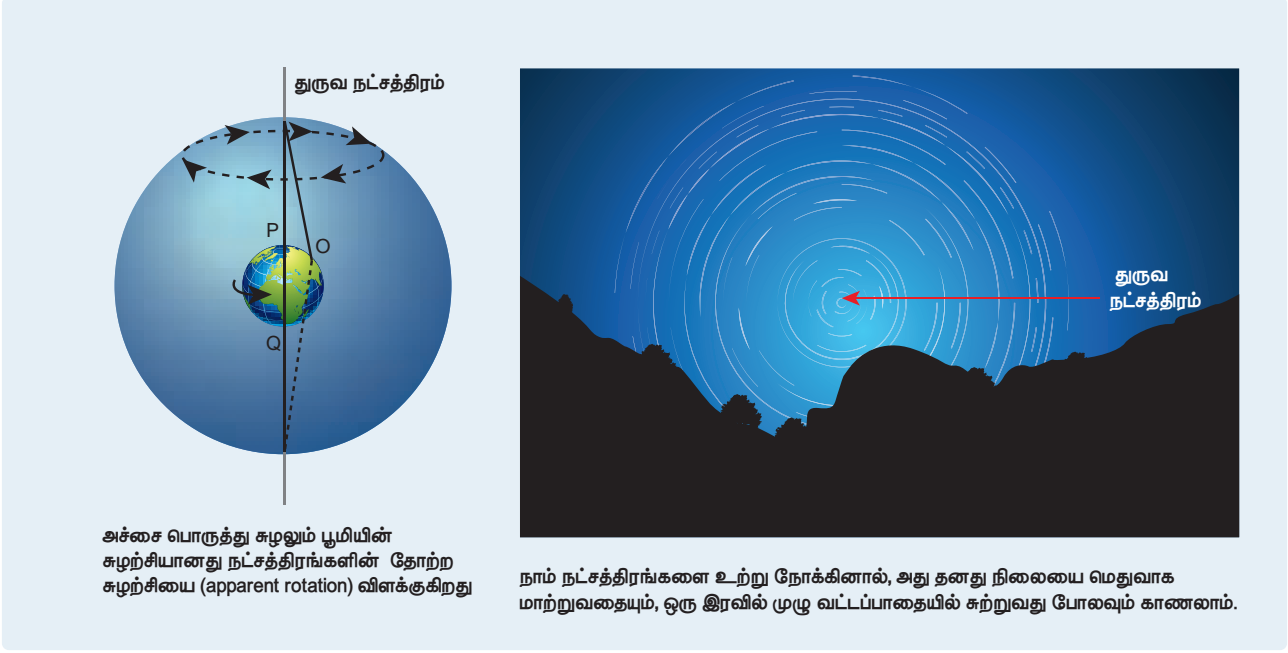 துருவ நட்சத்திரம்
P
O
Q
துருவ
நட்சத்திரம்
அச்சை பொருத்து சுழலும் பூமியின்
சுழற்சியானது நட்சத்திரங்களின் தோற்ற
சுழற்சியை (apparent rotation) விளக்குகிறது
நாம் நட்சத்திரங்களை உற்று நோக்கினால், அது தனது நிலையை மெதுவாக
மாற்றுவதையும், ஒரு இரவில் முழு வட்டப்பாதையில் சுற்றுவது போலவும் காணலாம்.